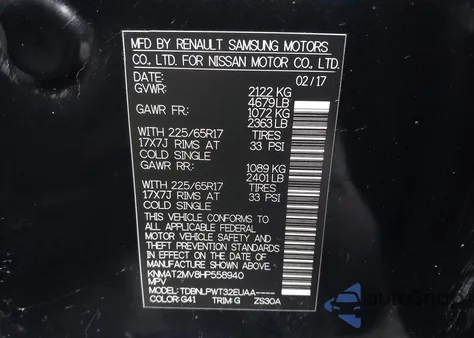 MFD BY RENAULT SAMSUNG MOTORS
CO., LTD. FOR NISSAN MOTOR CO., LTD.
DATE: 02/17
GVWR: 2122 KG
4679 LB
GAWR FR: 1072 KG
2363 LB
WITH 225/65R17 TIRES
17X7J RIMS AT 33 PSI
COLD SINGLE
GAWR RR: 1089 KG
2401 LB
WITH 225/65R17 TIRES
17X7J RIMS AT 33 PSI
COLD SINGLE
THIS VEHICLE CONFORMS TO
ALL APPLICABLE FEDERAL
MOTOR VEHICLE SAFETY AND
THEFT PREVENTION STANDARDS
IN EFFECT ON THE DATE OF
MANUFACTURE SHOWN ABOVE.
KNMAT2MV8HP558940
MPV
MODEL: TDBNLPWT32EUAA-----
COLOR: G41 TRIM: G ZS30A